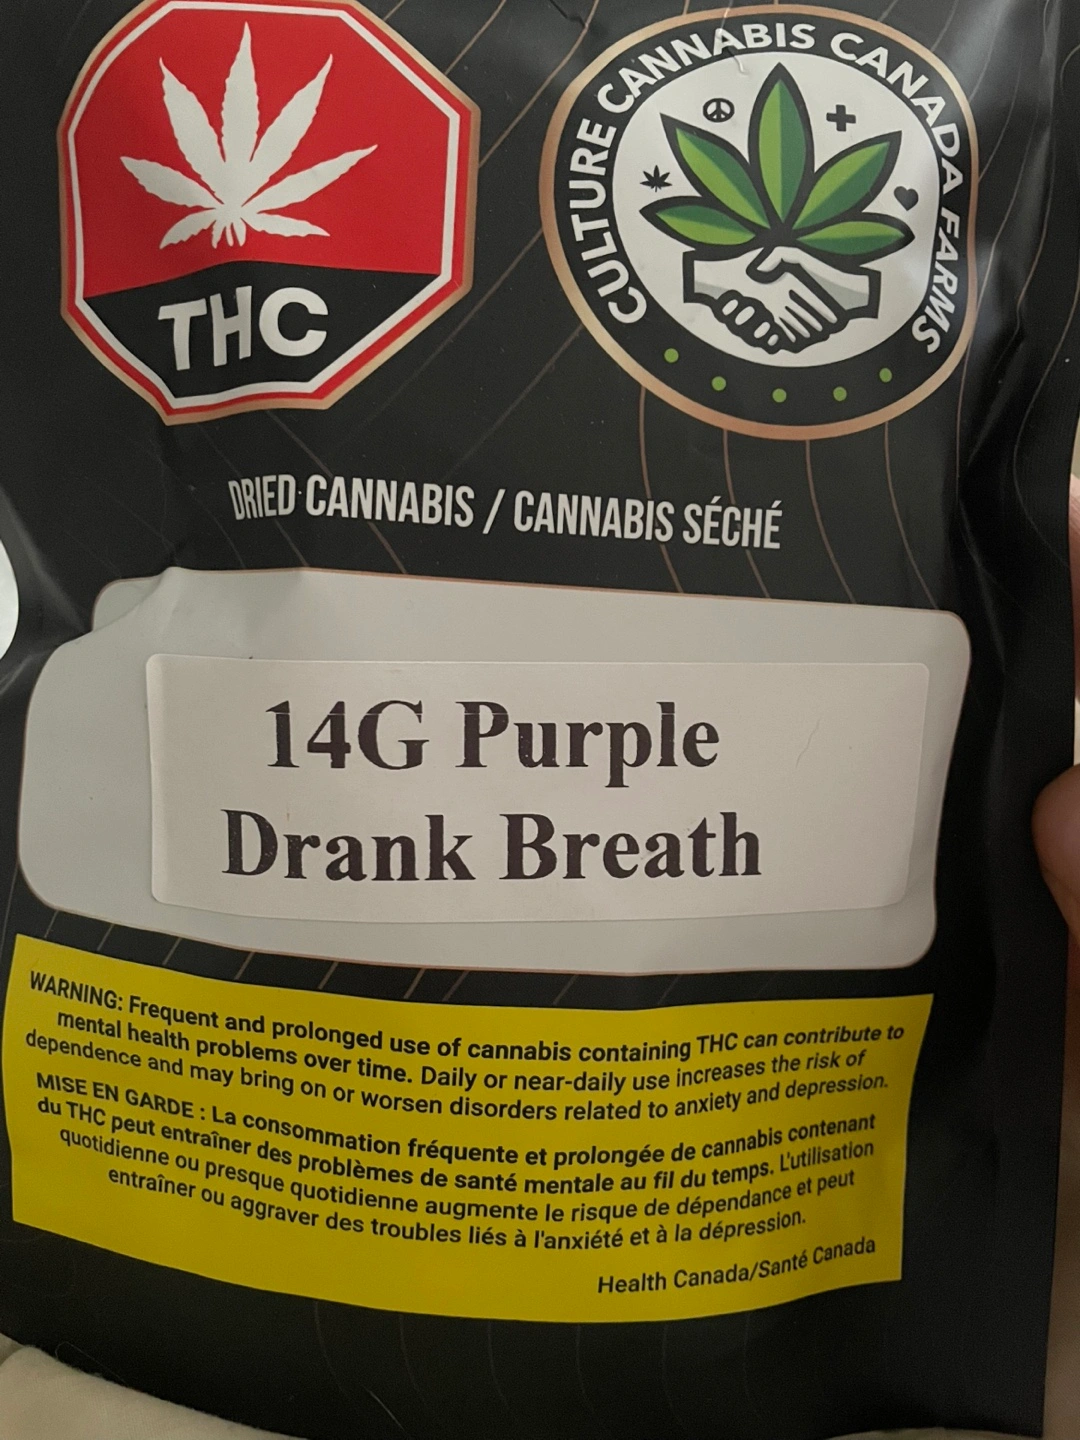 THC
CULTURE CANNABIS CANADA FARMS
DRIED CANNABIS / CANNABIS SÉCHÉ
14G Purple
Drank Breath
WARNING: Frequent and prolonged use of cannabis containing THC can contribute to
mental health problems over time. Daily or near-daily use increases the risk of
dependence and may bring on or worsen disorders related to anxiety and depression.
MISE EN GARDE : La consommation fréquente et prolongée de cannabis contenant
du THC peut entraîner des problèmes de santé mentale au fil du temps. L'utilisation
quotidienne ou presque quotidienne augmente le risque de dépendance et peut
entraîner ou aggraver des troubles liés à l'anxiété et à la dépression.
Health Canada/Santé Canada